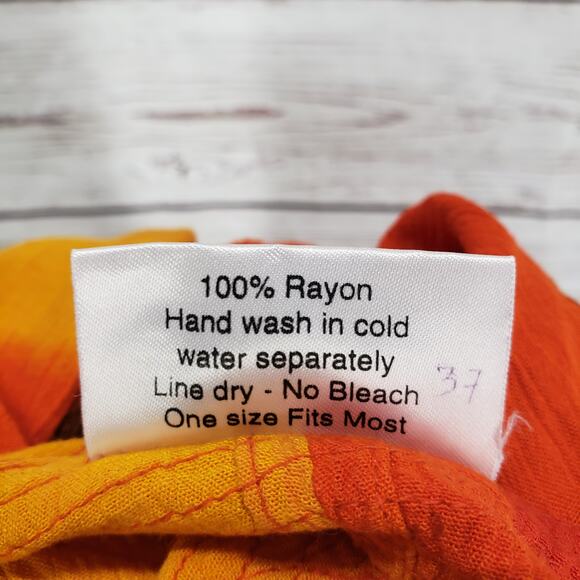 100% Rayon
Hand wash in cold
water separately
Line dry - No Bleach
One size Fits Most
37